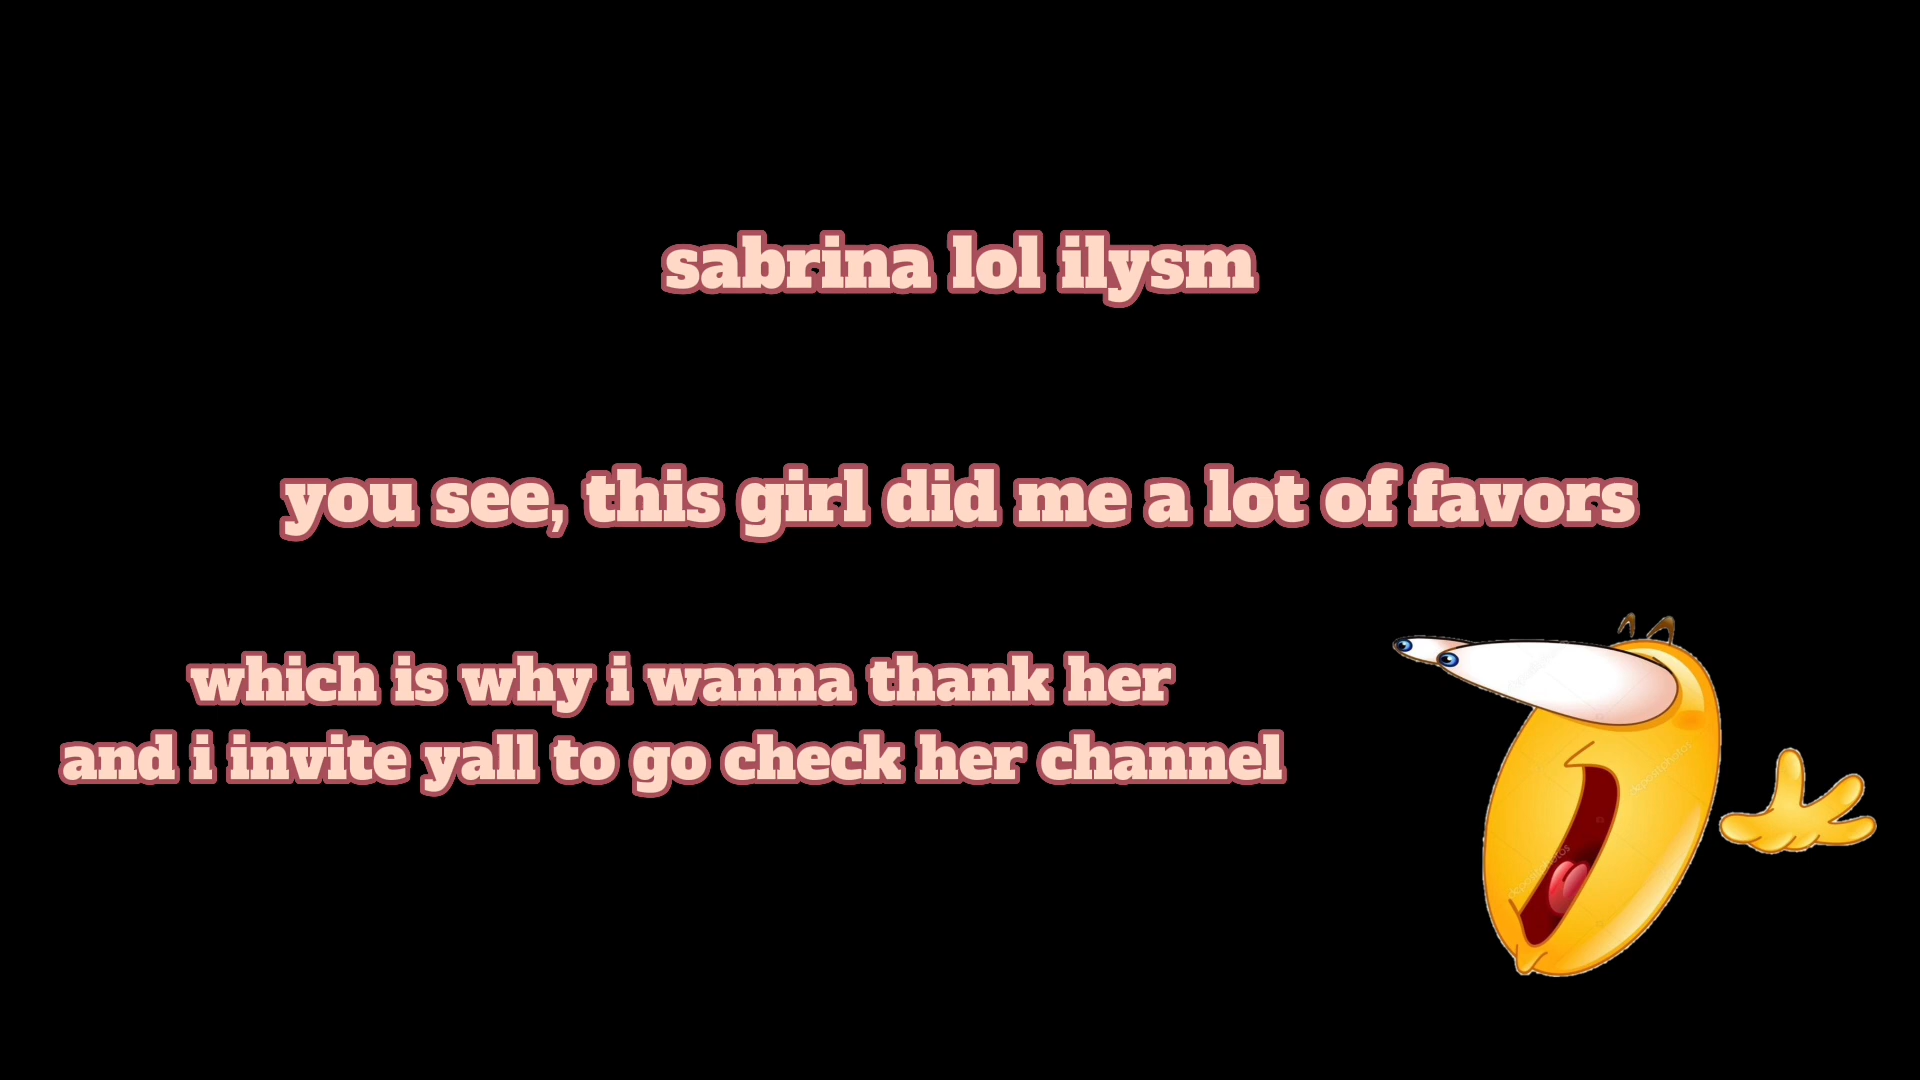 sabrina lol ilysm
you see, this girl did me a lot of favors
which is why i wanna thank her
and i invite yall to go check her channel
depositphotos